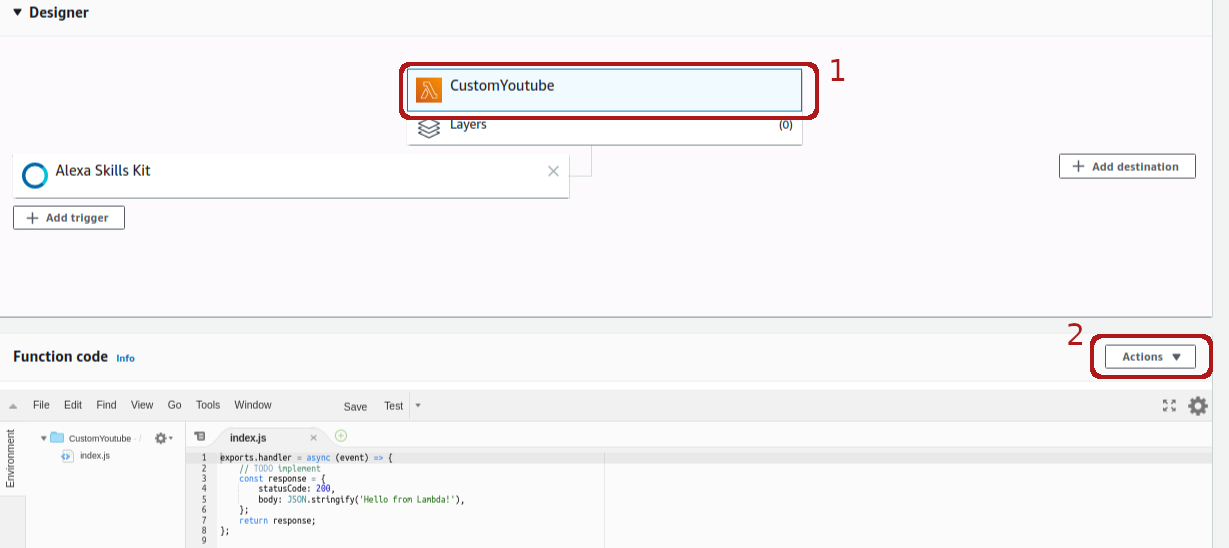 ▼ Designer
1
CustomYoutube
Layers (0)
Alexa Skills Kit ×
+ Add destination
+ Add trigger
2
Function code Info
Actions ▼
File Edit Find View Go Tools Window Save Test
Environment
CustomYoutube - /
index.js
index.js ×
1 exports.handler = async (event) => {
2     // TODO implement
3     const response = {
4         statusCode: 200,
5         body: JSON.stringify('Hello from Lambda!'),
6     };
7     return response;
8 };
9